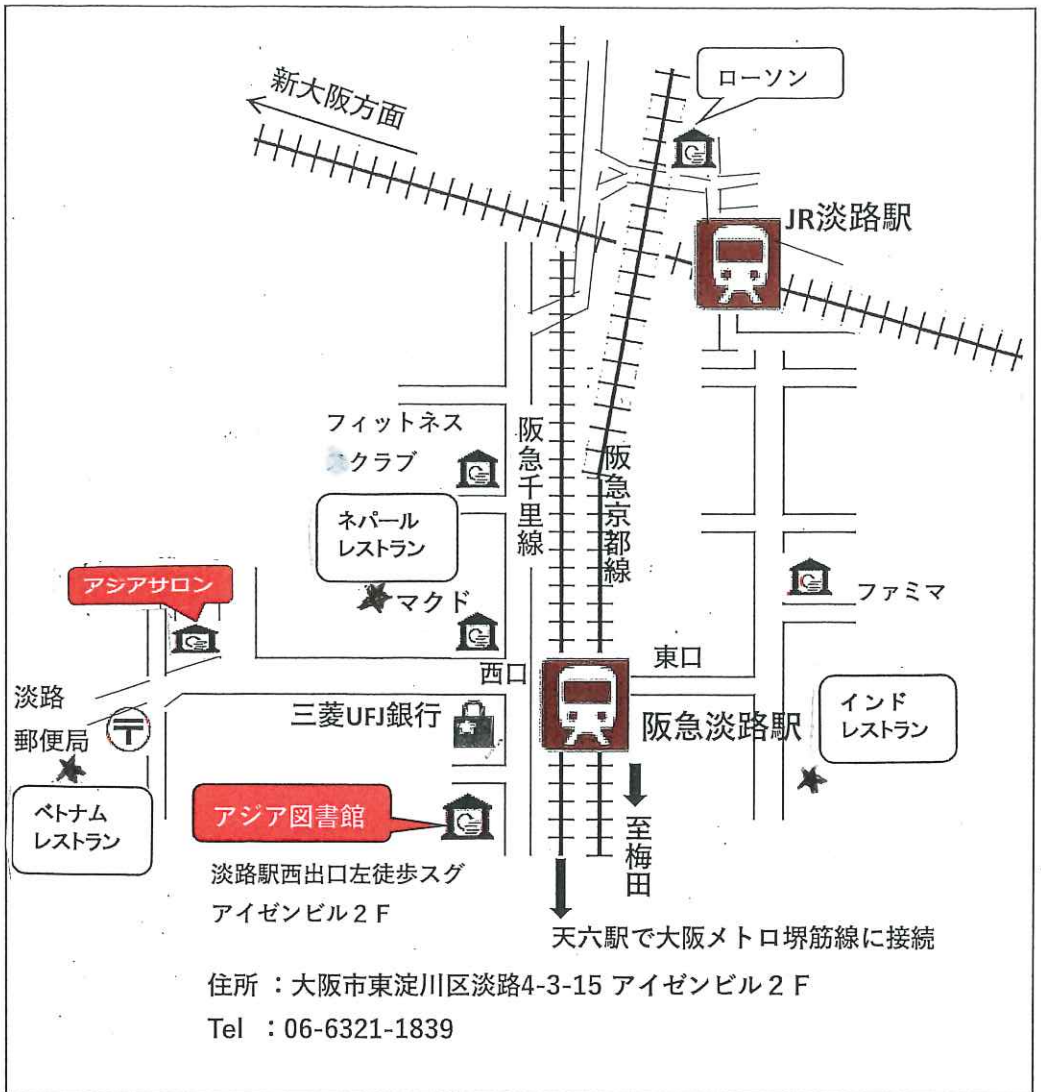 ローソン
新大阪方面
JR淡路駅
フィットネス
クラブ
阪急千里線
阪急京都線
ネパール
レストラン
アジアサロン
マクド
ファミマ
西口
東口
淡路
郵便局
三菱UFJ銀行
阪急淡路駅
インド
レストラン
ベトナム
レストラン
アジア図書館
至梅田
淡路駅西出口左徒歩スグ
アイゼンビル２Ｆ
天六駅で大阪メトロ堺筋線に接続
住所 ：大阪市東淀川区淡路4-3-15 アイゼンビル２Ｆ
Tel ：06-6321-1839